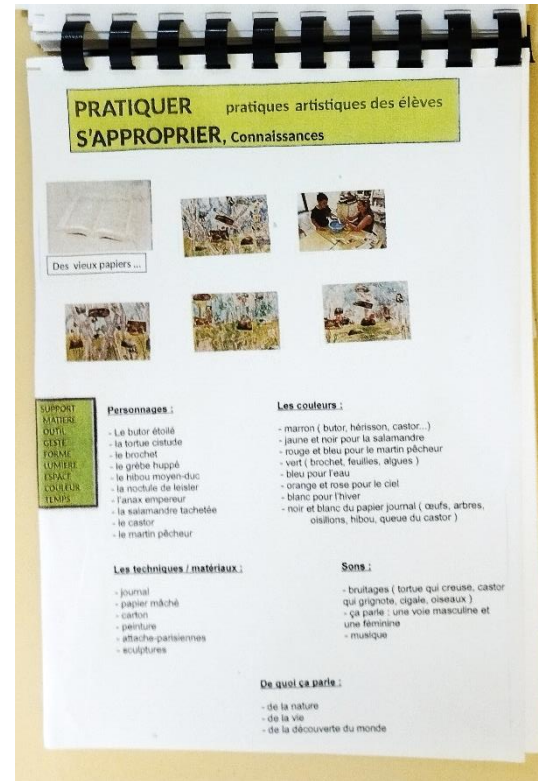 PRATIQUER pratiques artistiques des élèves
S'APPROPRIER, Connaissances
Des vieux papiers ...
SUPPORT
MATIERE
OUTIL
GESTE
FORME
LUMIERE
ESPACE
COULEUR
TEMPS
Personnages :
- Le butor étoilé
- la tortue cistude
- le brochet
- le grèbe huppé
- le hibou moyen-duc
- la noctule de leisler
- l'anax empereur
- la salamandre tachetée
- le castor
- le martin pêcheur
Les couleurs :
- marron ( butor, hérisson, castor...)
- jaune et noir pour la salamandre
- rouge et bleu pour le martin pêcheur
- vert ( brochet, feuilles, algues )
- bleu pour l'eau
- orange et rose pour le ciel
- blanc pour l'hiver
- noir et blanc du papier journal ( œufs, arbres,
oisillons, hibou, queue du castor )
Les techniques / matériaux :
- journal
- papier mâché
- carton
- peinture
- attache-parisiennes
- sculptures
Sons :
- bruitages ( tortue qui creuse, castor
qui grignote, cigale, oiseaux )
- ça parle : une voie masculine et
une féminine
- musique
De quoi ça parle :
- de la nature
- de la vie
- de la découverte du monde